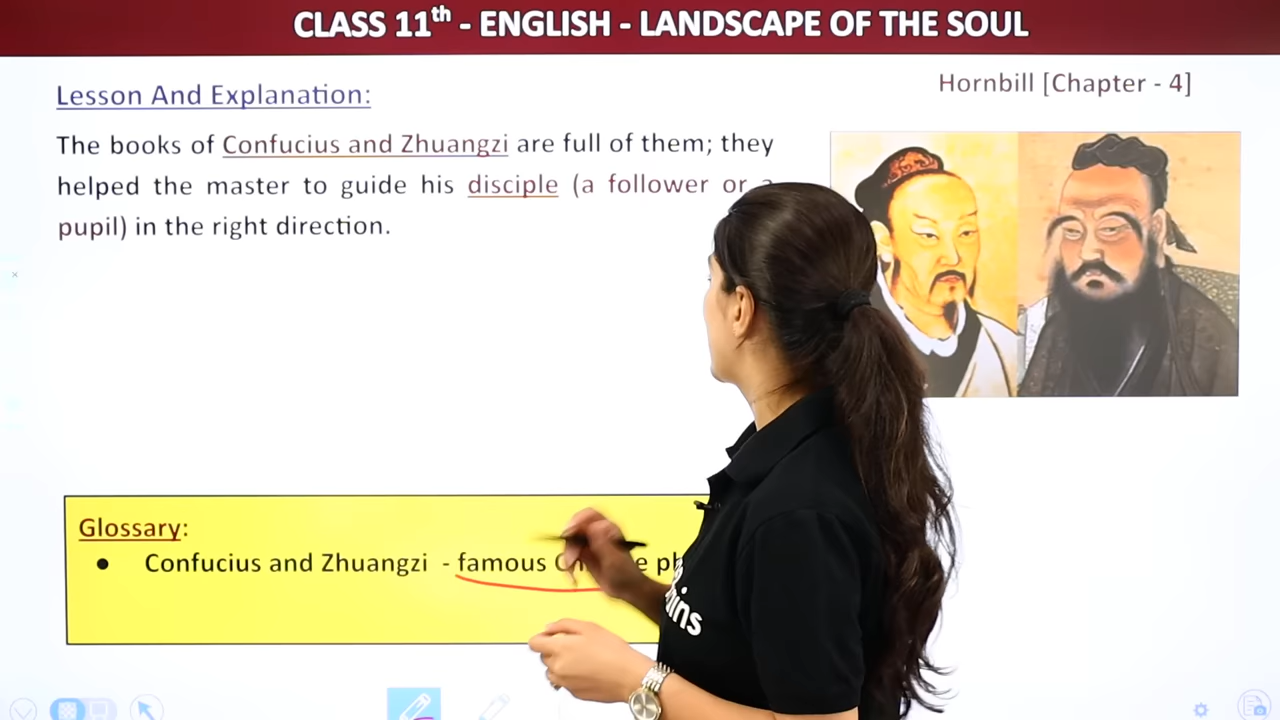 CLASS 11th - ENGLISH - LANDSCAPE OF THE SOUL
Hornbill [Chapter - 4]
Lesson And Explanation:
The books of Confucius and Zhuangzi are full of them; they
helped the master to guide his disciple (a follower or a
pupil) in the right direction.
Glossary:
● Confucius and Zhuangzi - famous